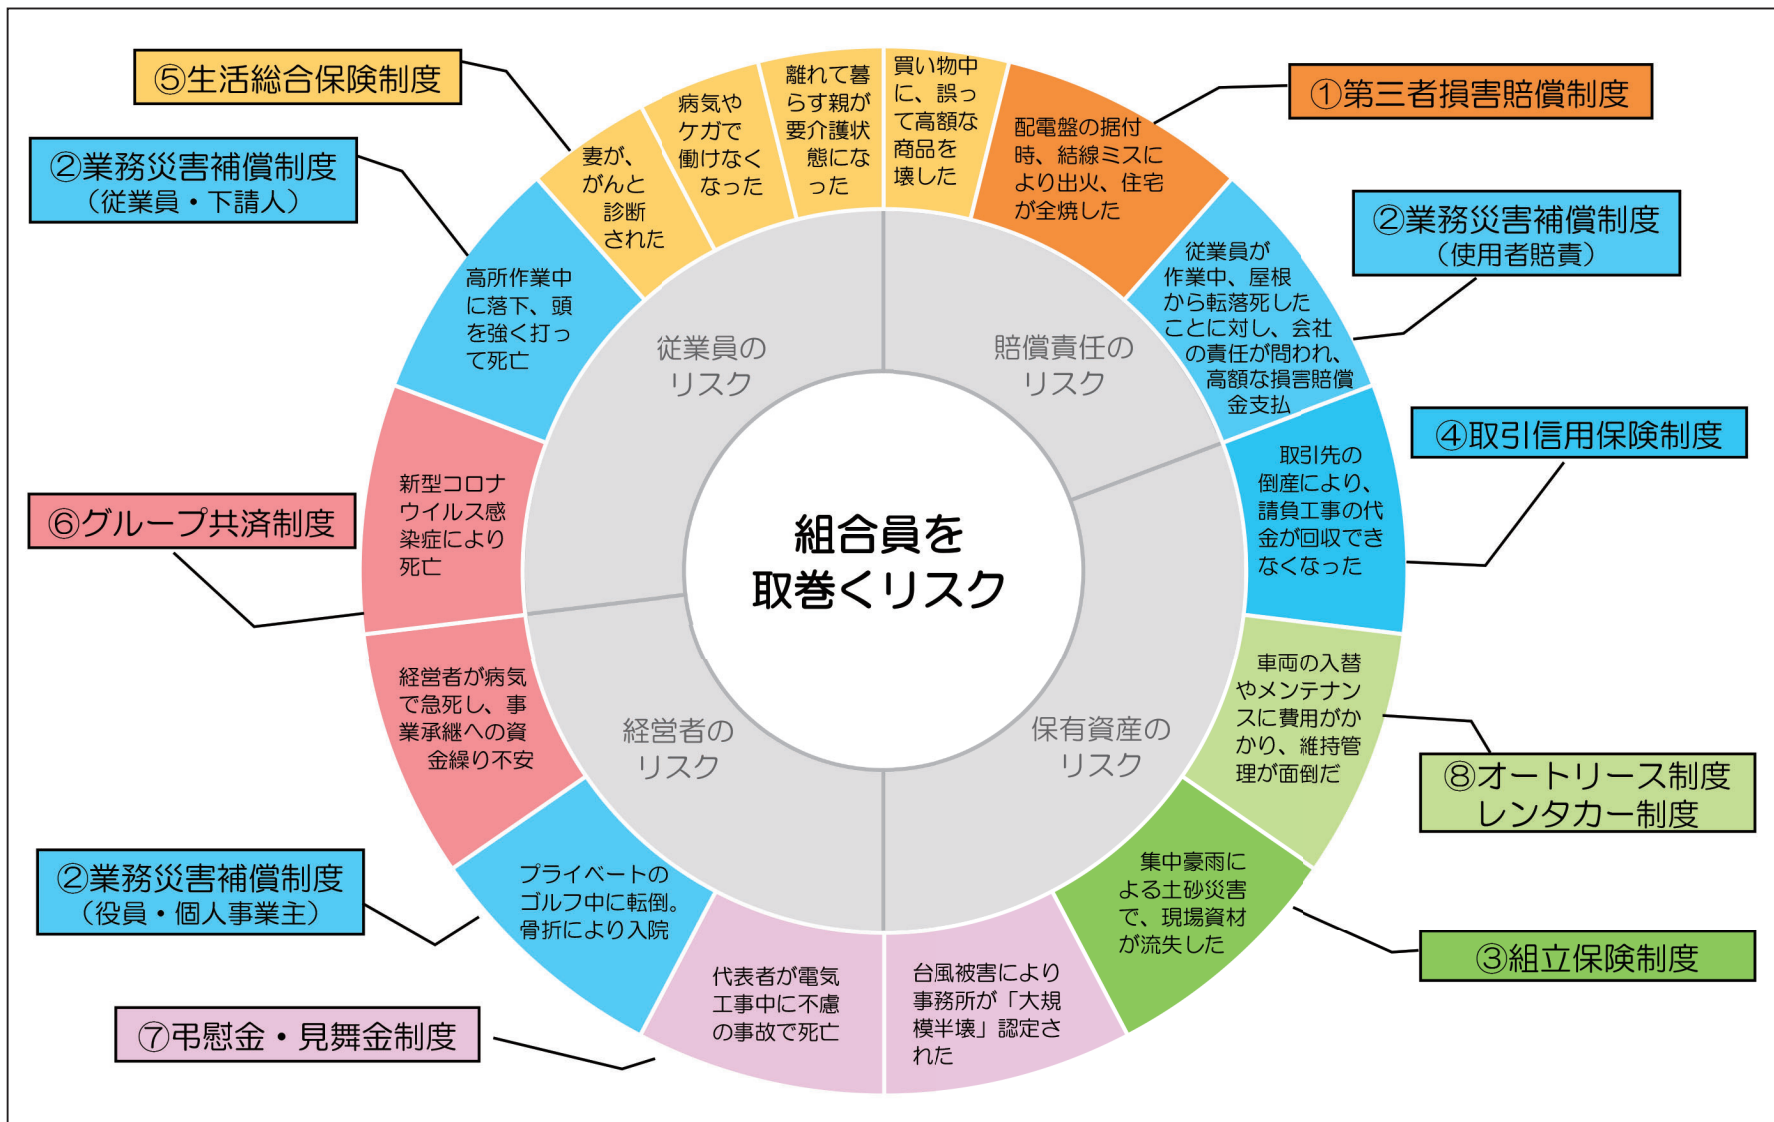 ⑤生活総合保険制度
②業務災害補償制度
（従業員・下請人）
⑥グループ共済制度
②業務災害補償制度
（役員・個人事業主）
⑦弔慰金・見舞金制度
①第三者損害賠償制度
②業務災害補償制度
（使用者賠責）
④取引信用保険制度
⑧オートリース制度
レンタカー制度
③組立保険制度
買い物中
に、誤っ
て高額な
商品を
壊した
配電盤の据付
時、結線ミスに
より出火、住宅
が全焼した
従業員が
作業中、屋根
から転落死した
ことに対し、会社
の責任が問われ、
高額な損害賠償
金支払
取引先の
倒産により、
請負工事の代
金が回収でき
なくなった
車両の入替
やメンテナン
スに費用がか
かり、維持管
理が面倒だ
集中豪雨に
よる土砂災害
で、現場資材
が流失した
台風被害により
事務所が「大規
模半壊」認定さ
れた
代表者が電気
工事中に不慮
の事故で死亡
プライベートの
ゴルフ中に転倒。
骨折により入院
経営者が病気
で急死し、事
業承継への資
金繰り不安
新型コロナ
ウイルス感
染症により
死亡
高所作業中
に落下、頭
を強く打っ
て死亡
妻が、
がんと
診断
された
病気や
ケガで
働けなく
なった
離れて暮
らす親が
要介護状
態にな
った
従業員の
リスク
賠償責任の
リスク
経営者の
リスク
保有資産の
リスク
組合員を
取巻くリスク